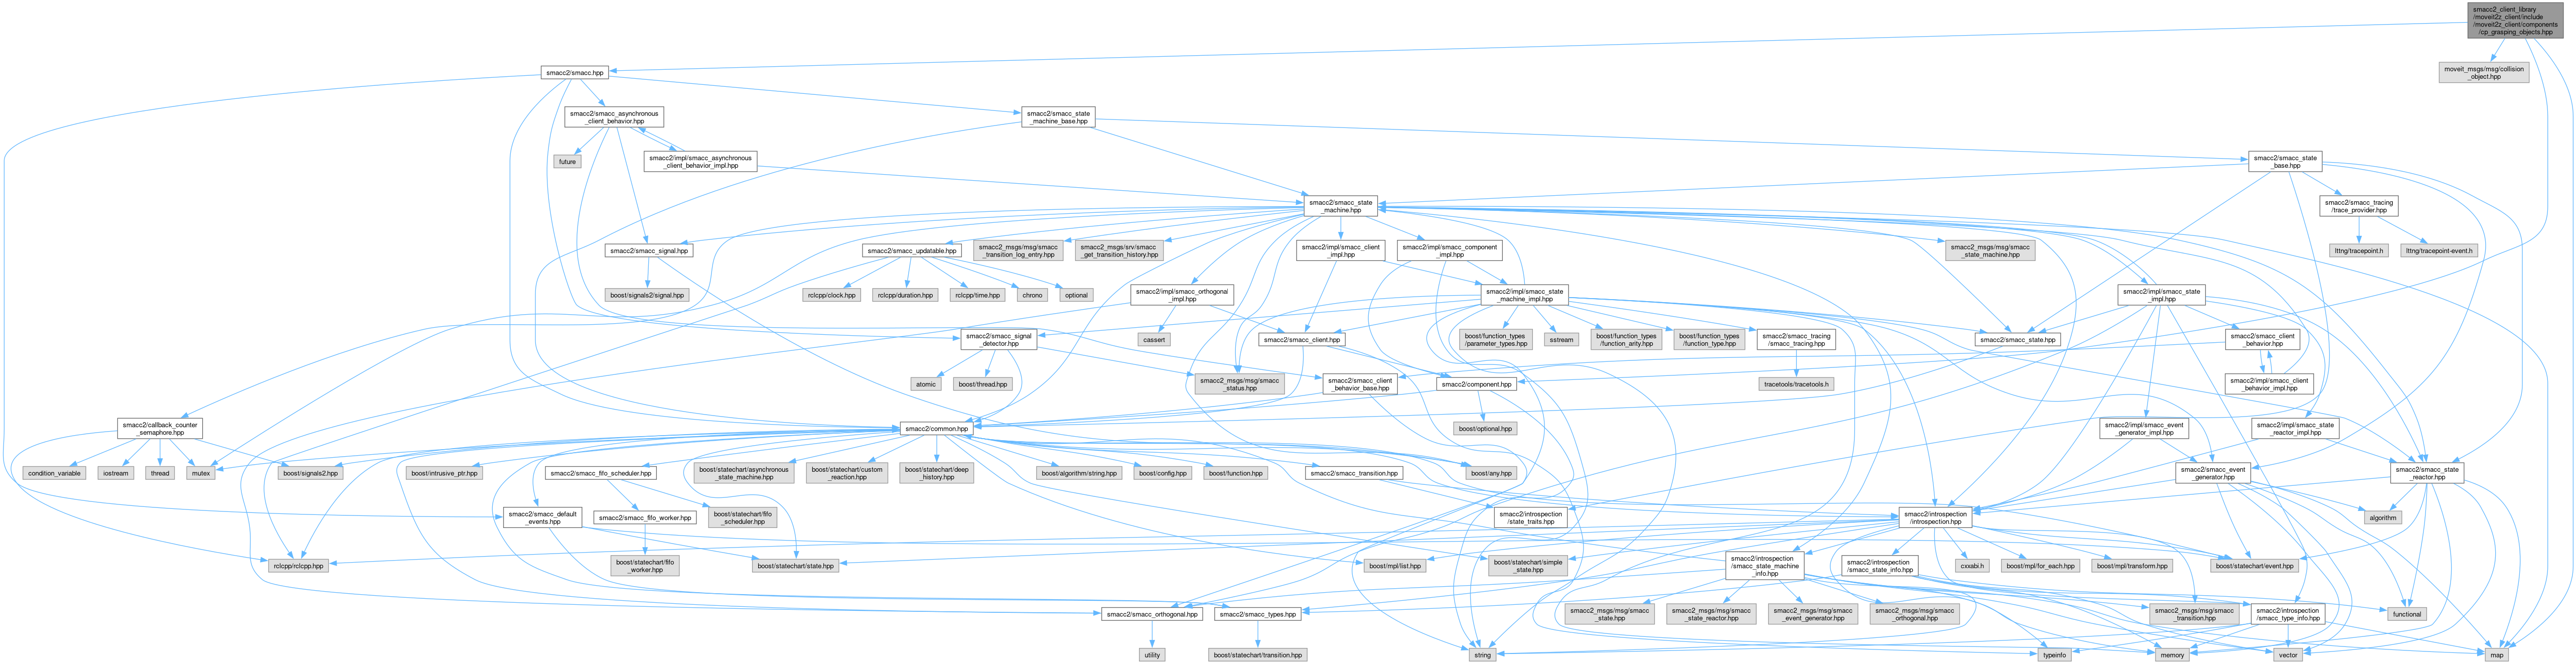 smacc2_client_library
/moveit2z_client/include
/moveit2z_client/components
/cp_grasping_objects.hpp
smacc2/smacc.hpp
moveit_msgs/msg/collision
_object.hpp
smacc2/smacc_asynchronous
_client_behavior.hpp
smacc2/smacc_state
_machine_base.hpp
future
smacc2/impl/smacc_asynchronous
_client_behavior_impl.hpp
smacc2/smacc_state
_base.hpp
smacc2/smacc_state
_machine.hpp
smacc2/smacc_tracing
/trace_provider.hpp
smacc2/smacc_signal.hpp
smacc2/smacc_updatable.hpp
smacc2_msgs/msg/smacc
_transition_log_entry.hpp
smacc2_msgs/srv/smacc
_get_transition_history.hpp
smacc2/impl/smacc_client
_impl.hpp
smacc2/impl/smacc_component
_impl.hpp
smacc2_msgs/msg/smacc
_state_machine.hpp
lttng/tracepoint.h
lttng/tracepoint-event.h
boost/signals2/signal.hpp
rclcpp/clock.hpp
rclcpp/duration.hpp
rclcpp/time.hpp
chrono
optional
smacc2/impl/smacc_orthogonal
_impl.hpp
smacc2/impl/smacc_state
_machine_impl.hpp
smacc2/impl/smacc_state
_impl.hpp
smacc2/smacc_signal
_detector.hpp
cassert
smacc2/smacc_client.hpp
boost/function_types
/parameter_types.hpp
sstream
boost/function_types
/function_arity.hpp
boost/function_types
/function_type.hpp
smacc2/smacc_tracing
/smacc_tracing.hpp
smacc2/smacc_state.hpp
smacc2/smacc_client
_behavior.hpp
atomic
boost/thread.hpp
smacc2_msgs/msg/smacc
_status.hpp
smacc2/smacc_client
_behavior_base.hpp
smacc2/component.hpp
tracetools/tracetools.h
smacc2/impl/smacc_client
_behavior_impl.hpp
smacc2/callback_counter
_semaphore.hpp
smacc2/common.hpp
boost/optional.hpp
smacc2/impl/smacc_event
_generator_impl.hpp
smacc2/impl/smacc_state
_reactor_impl.hpp
condition_variable
iostream
thread
mutex
boost/signals2.hpp
boost/intrusive_ptr.hpp
smacc2/smacc_fifo_scheduler.hpp
boost/statechart/asynchronous
_state_machine.hpp
boost/statechart/custom
_reaction.hpp
boost/statechart/deep
_history.hpp
boost/algorithm/string.hpp
boost/config.hpp
boost/function.hpp
smacc2/smacc_transition.hpp
boost/any.hpp
smacc2/smacc_event
_generator.hpp
smacc2/smacc_state
_reactor.hpp
smacc2/smacc_default
_events.hpp
smacc2/smacc_fifo_worker.hpp
boost/statechart/fifo
_scheduler.hpp
smacc2/introspection
/state_traits.hpp
smacc2/introspection
/introspection.hpp
algorithm
rclcpp/rclcpp.hpp
boost/statechart/fifo
_worker.hpp
boost/statechart/state.hpp
boost/mpl/list.hpp
boost/statechart/simple
_state.hpp
smacc2/introspection
/smacc_state_machine
_info.hpp
smacc2/introspection
/smacc_state_info.hpp
cxxabi.h
boost/mpl/for_each.hpp
boost/mpl/transform.hpp
boost/statechart/event.hpp
smacc2/smacc_orthogonal.hpp
smacc2/smacc_types.hpp
smacc2_msgs/msg/smacc
_state.hpp
smacc2_msgs/msg/smacc
_state_reactor.hpp
smacc2_msgs/msg/smacc
_event_generator.hpp
smacc2_msgs/msg/smacc
_orthogonal.hpp
smacc2_msgs/msg/smacc
_transition.hpp
smacc2/introspection
/smacc_type_info.hpp
functional
utility
boost/statechart/transition.hpp
string
typeinfo
memory
vector
map